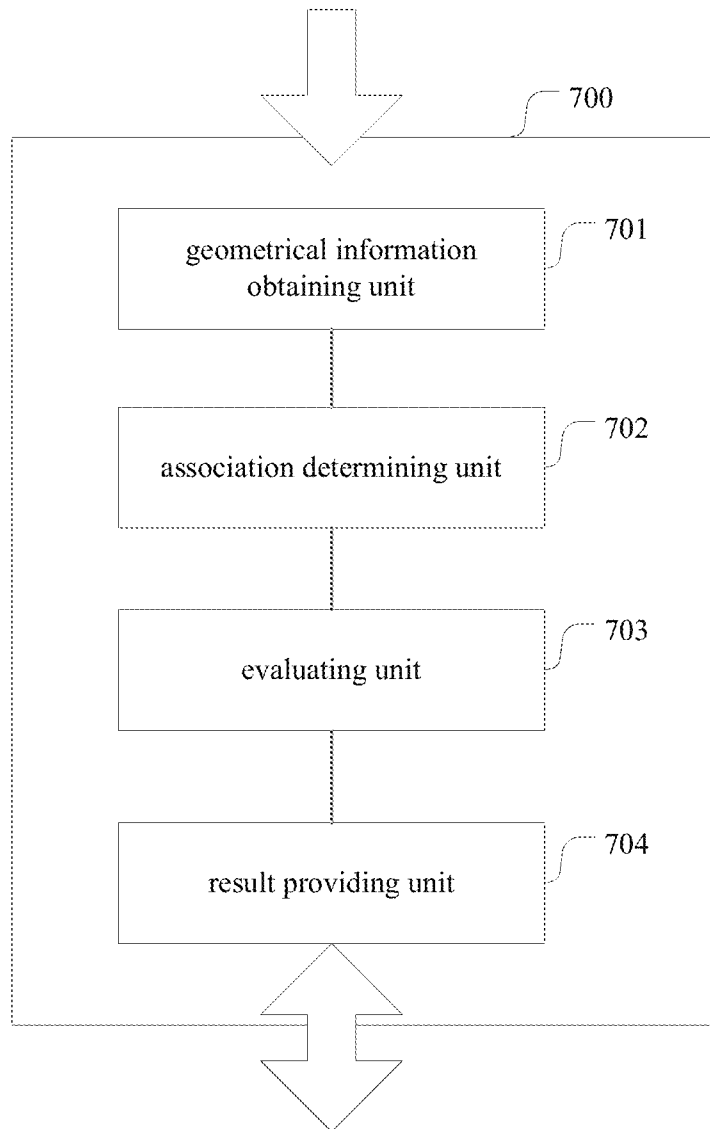 700
geometrical information
obtaining unit
701
association determining unit
702
evaluating unit
703
result providing unit
704